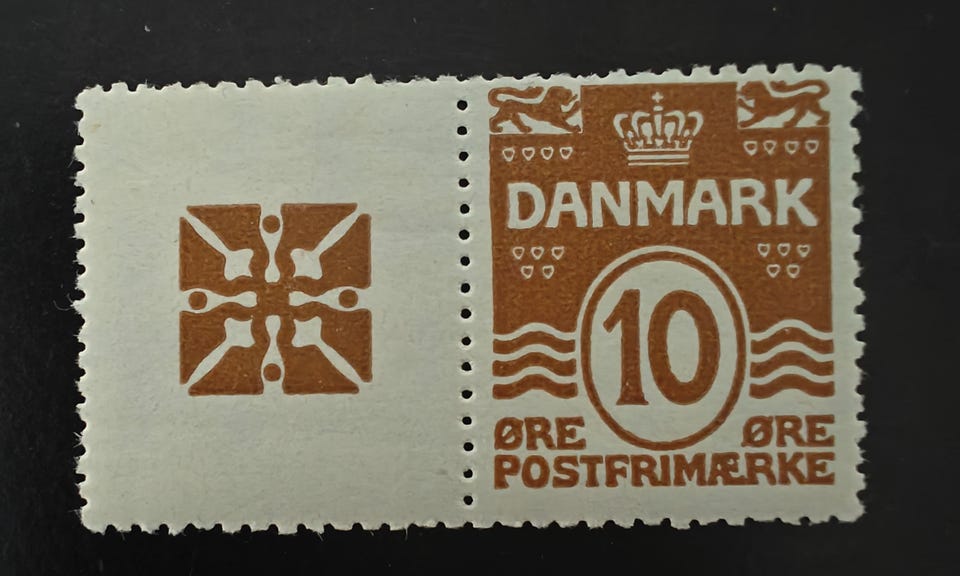 DANMARK
10
ØRE ØRE
POSTFRIMÆRKE